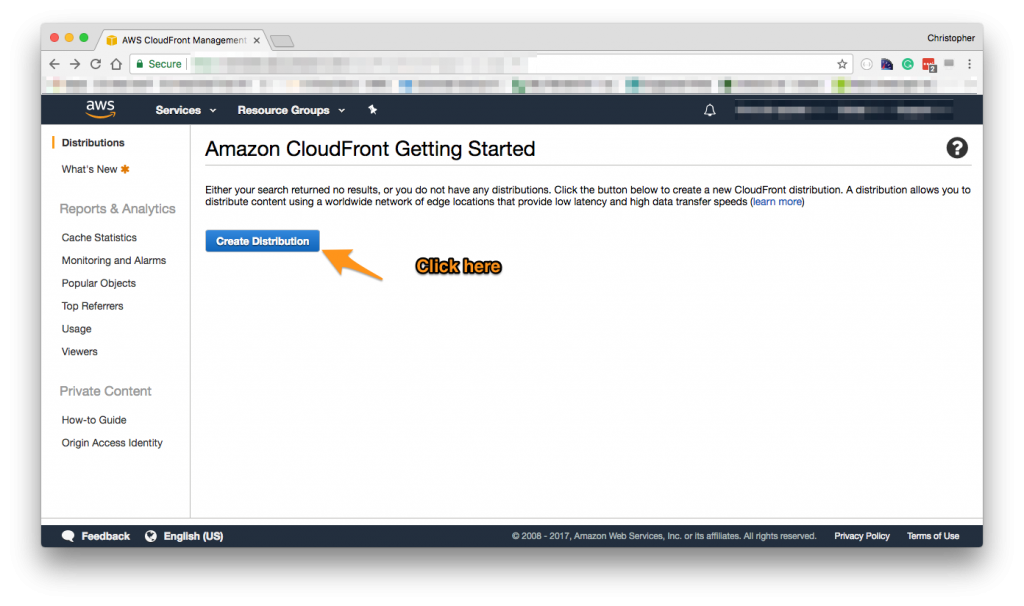 AWS CloudFront Management
Christopher
Secure
2
aws
Services
Resource Groups
Distributions
What's New
Reports & Analytics
Cache Statistics
Monitoring and Alarms
Popular Objects
Top Referrers
Usage
Viewers
Private Content
How-to Guide
Origin Access Identity
Amazon CloudFront Getting Started
?
Either your search returned no results, or you do not have any distributions. Click the button below to create a new CloudFront distribution. A distribution allows you to
distribute content using a worldwide network of edge locations that provide low latency and high data transfer speeds (learn more)
Create Distribution
Click here
Feedback
English (US)
© 2008 - 2017, Amazon Web Services, Inc. or its affiliates. All rights reserved.
Privacy Policy
Terms of Use